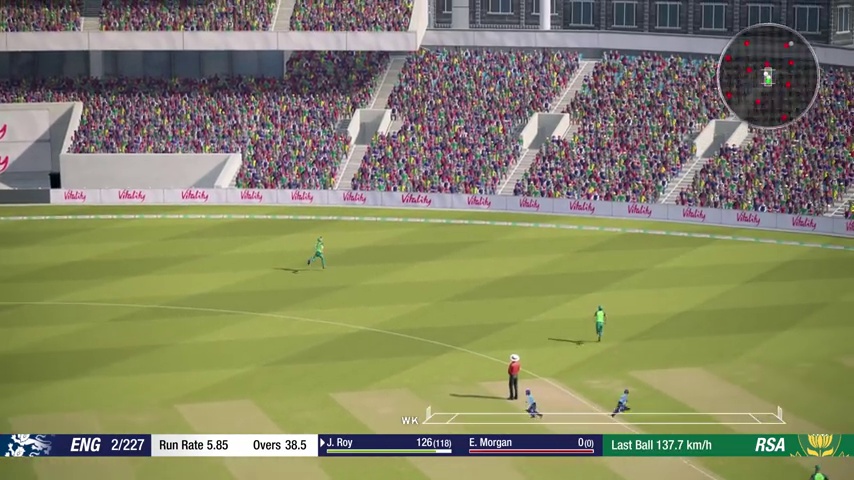 Vitality Vitality Vitality Vitality Vitality Vitality Vitality Vitality Vitality Vitality Vitality Vitality Vitality
WK
ENG 2/227 Run Rate 5.85 Overs 38.5 J. Roy 126(118) E. Morgan 0(0) Last Ball 137.7 km/h RSA